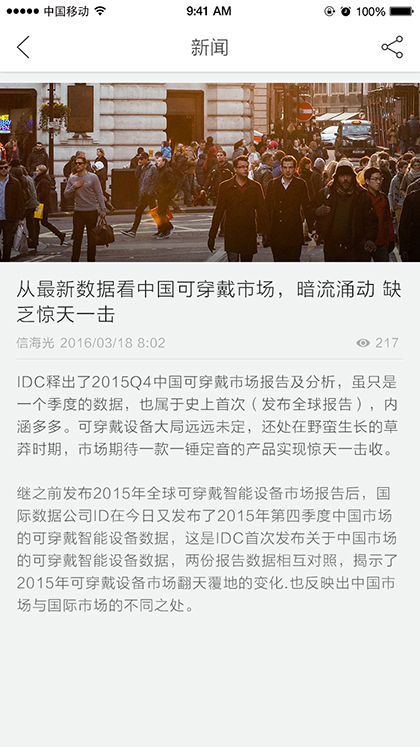 中国移动 9:41 AM 100%
新闻
从最新数据看中国可穿戴市场，暗流涌动 缺
乏惊天一击
信海光 2016/03/18 8:02 217
IDC释出了2015Q4中国可穿戴市场报告及分析，虽只是
一个季度的数据，也属于史上首次（发布全球报告），内
涵多多。可穿戴设备大局远远未定，还处在野蛮生长的草
莽时期，市场期待一款一锤定音的产品实现惊天一击收。
继之前发布2015年全球可穿戴智能设备市场报告后，国
际数据公司ID在今日又发布了2015年第四季度中国市场
的可穿戴智能设备数据，这是IDC首次发布关于中国市场
的可穿戴智能设备数据，两份报告数据相互对照，揭示了
2015年可穿戴设备市场翻天覆地的变化.也反映出中国市
场与国际市场的不同之处。